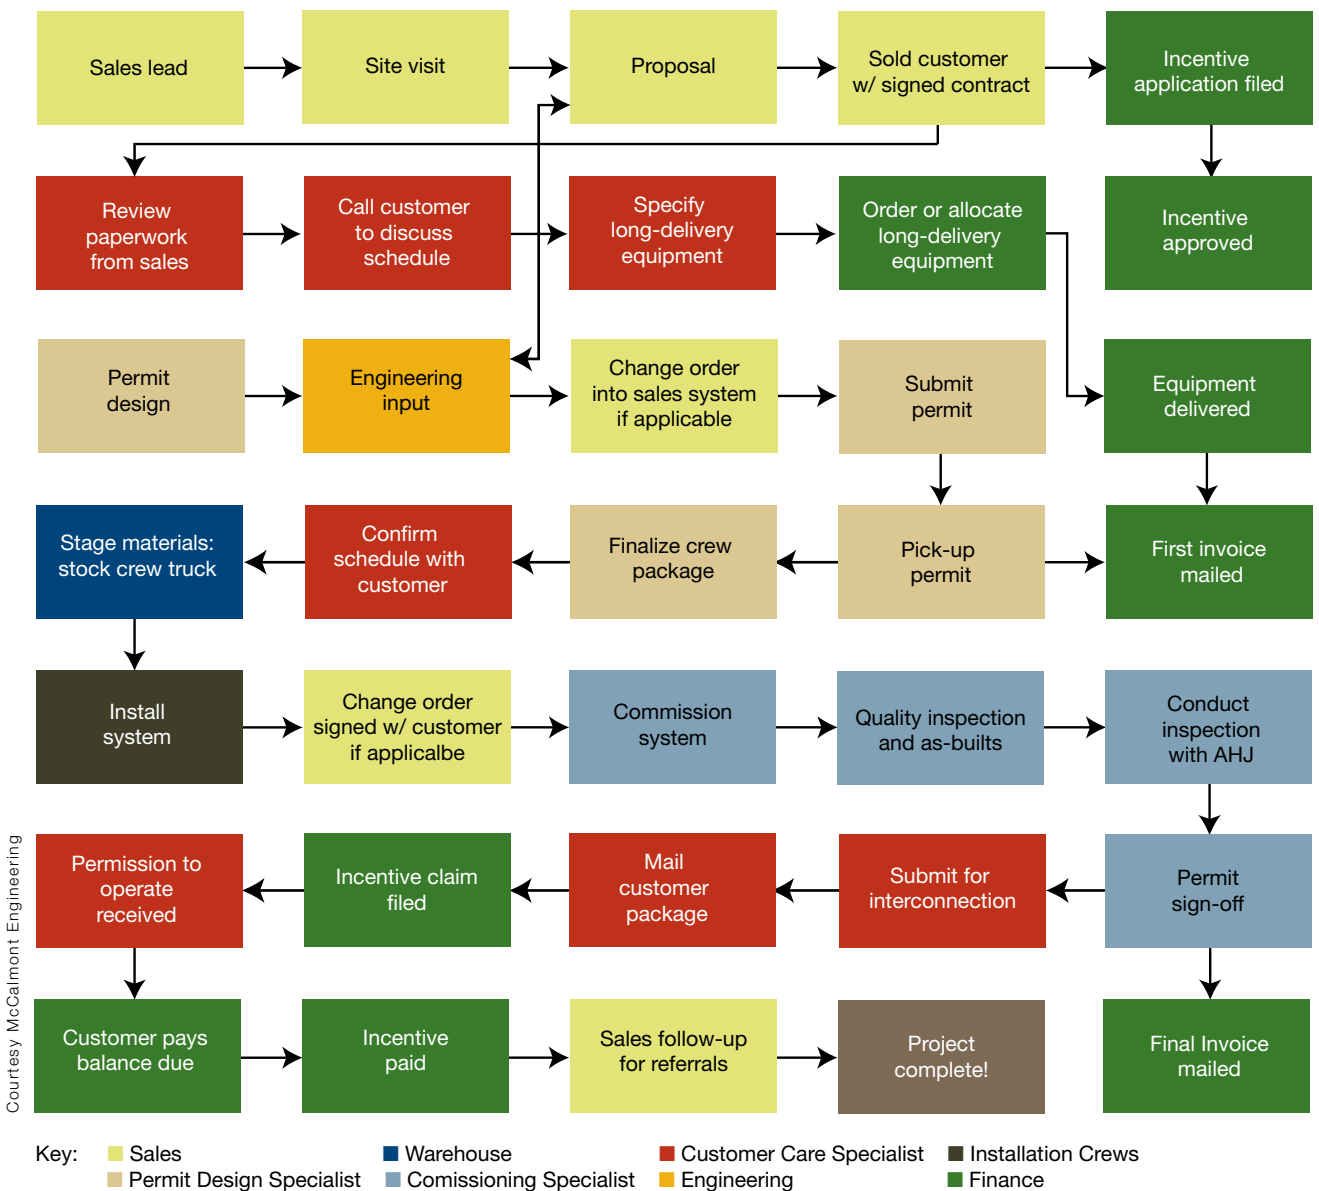 Sales lead
Site visit
Proposal
Sold customer
w/ signed contract
Incentive
application filed
Review
paperwork
from sales
Call customer
to discuss
schedule
Specify
long-delivery
equipment
Order or allocate
long-delivery
equipment
Incentive
approved
Permit
design
Engineering
input
Change order
into sales system
if applicable
Submit
permit
Equipment
delivered
Stage materials:
stock crew truck
Confirm
schedule with
customer
Finalize crew
package
Pick-up
permit
First invoice
mailed
Install
system
Change order
signed w/ customer
if applicalbe
Commission
system
Quality inspection
and as-builts
Conduct
inspection
with AHJ
Permission to
operate
received
Incentive claim
filed
Mail
customer
package
Submit for
interconnection
Permit
sign-off
Customer pays
balance due
Incentive
paid
Sales follow-up
for referrals
Project
complete!
Final Invoice
mailed
Courtesy McCalmont Engineering
Key: Sales Warehouse Customer Care Specialist Installation Crews
Permit Design Specialist Comissioning Specialist Engineering Finance